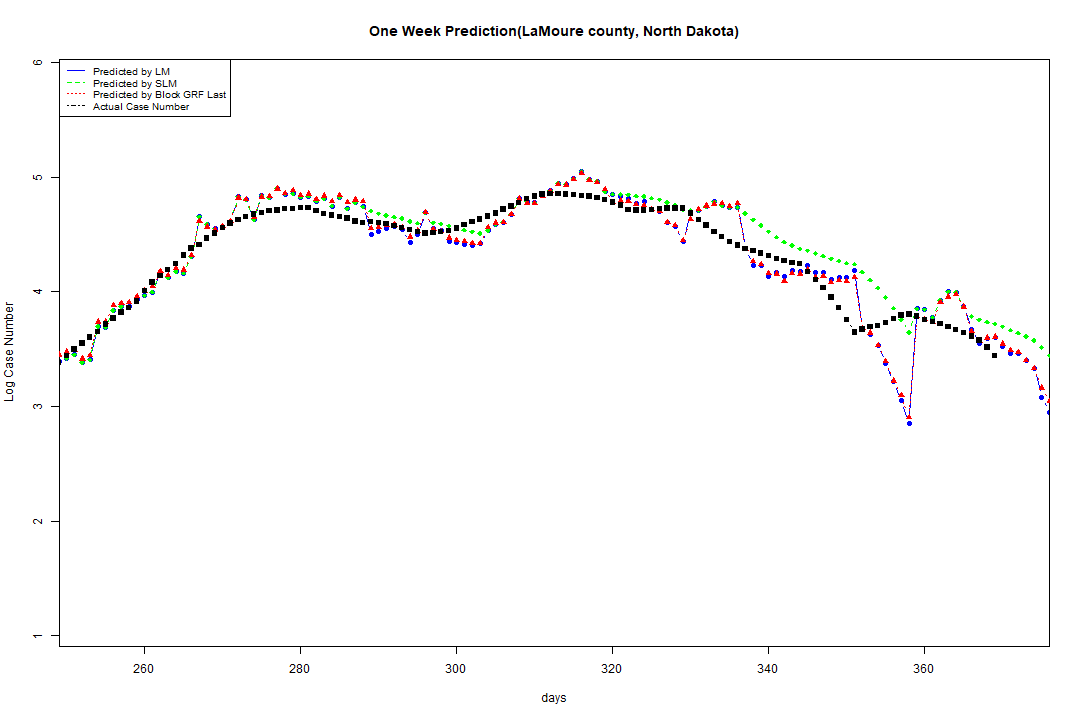 One Week Prediction(LaMoure county, North Dakota)
Predicted by LM
Predicted by SLM
Predicted by Block GRF Last
Actual Case Number
6
5
4
3
2
1
Log Case Number
260 280 300 320 340 360
days